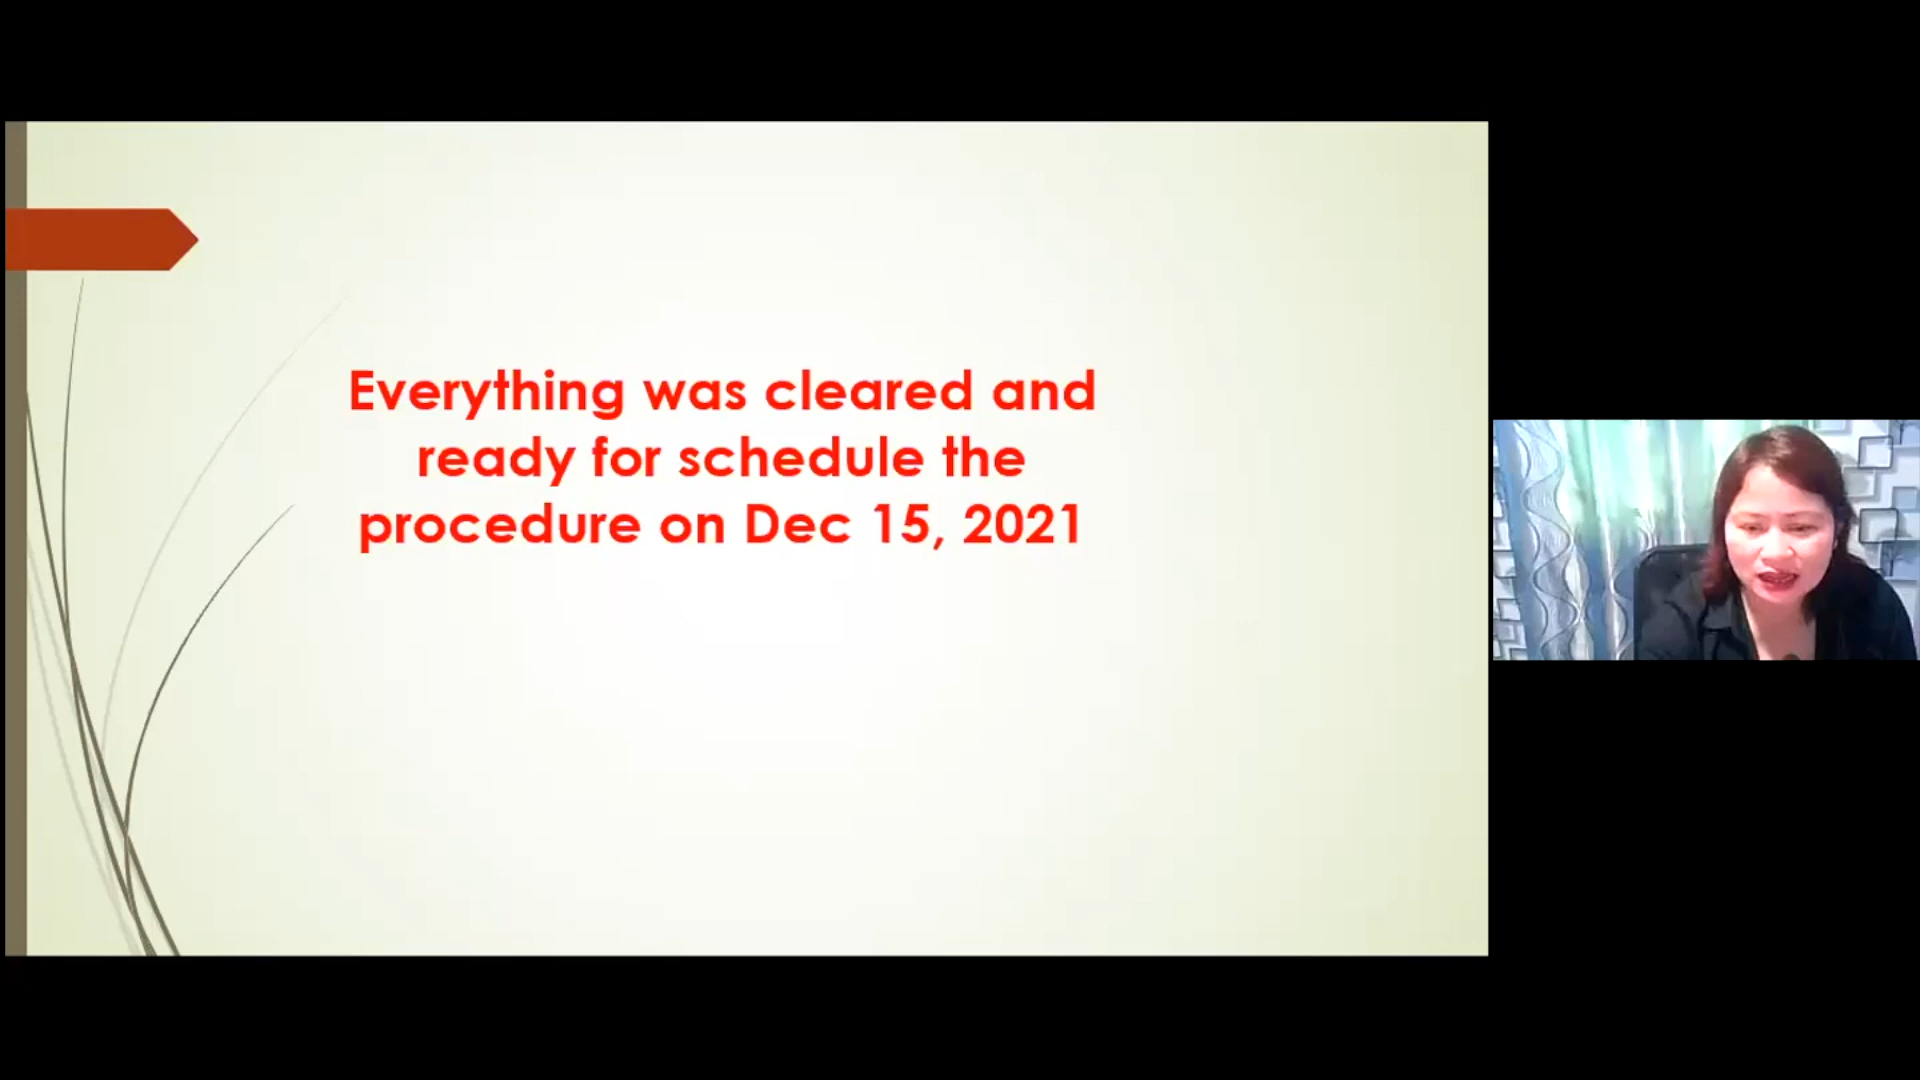 Everything was cleared and
ready for schedule the
procedure on Dec 15, 2021